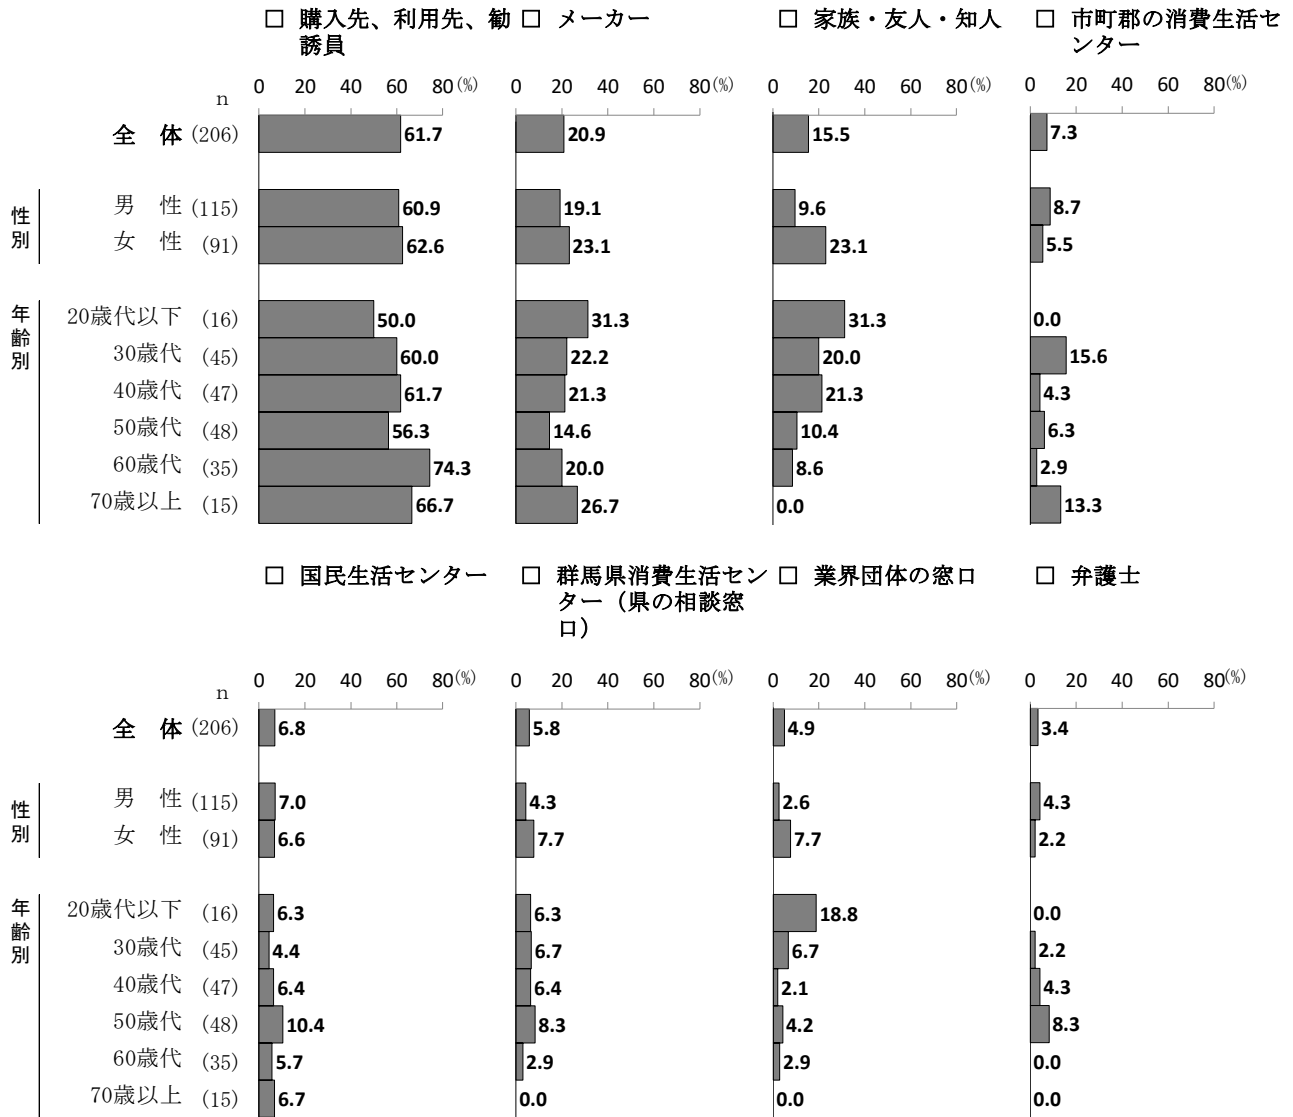 □ 購入先、利用先、勧誘員
□ メーカー
□ 家族・友人・知人
□ 市町郡の消費生活センター
0 20 40 60 80(%) 0 20 40 60 80(%) 0 20 40 60 80(%) 0 20 40 60 80(%)
n
全　体 (206) 61.7 20.9 15.5 7.3
性別
男　性 (115) 60.9 19.1 9.6 8.7
女　性 (91) 62.6 23.1 23.1 5.5
年齢別
20歳代以下 (16) 50.0 31.3 31.3 0.0
30歳代 (45) 60.0 22.2 20.0 15.6
40歳代 (47) 61.7 21.3 21.3 4.3
50歳代 (48) 56.3 14.6 10.4 6.3
60歳代 (35) 74.3 20.0 8.6 2.9
70歳以上 (15) 66.7 26.7 0.0 13.3
□ 国民生活センター
□ 群馬県消費生活センター（県の相談窓口）
□ 業界団体の窓口
□ 弁護士
0 20 40 60 80(%) 0 20 40 60 80(%) 0 20 40 60 80(%) 0 20 40 60 80(%)
n
全　体 (206) 6.8 5.8 4.9 3.4
性別
男　性 (115) 7.0 4.3 2.6 4.3
女　性 (91) 6.6 7.7 7.7 2.2
年齢別
20歳代以下 (16) 6.3 6.3 18.8 0.0
30歳代 (45) 4.4 6.7 6.7 2.2
40歳代 (47) 6.4 6.4 2.1 4.3
50歳代 (48) 10.4 8.3 4.2 8.3
60歳代 (35) 5.7 2.9 2.9 0.0
70歳以上 (15) 6.7 0.0 0.0 0.0